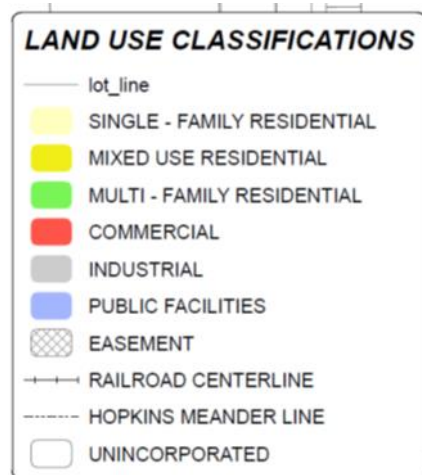 LAND USE CLASSIFICATIONS
lot_line
SINGLE - FAMILY RESIDENTIAL
MIXED USE RESIDENTIAL
MULTI - FAMILY RESIDENTIAL
COMMERCIAL
INDUSTRIAL
PUBLIC FACILITIES
EASEMENT
RAILROAD CENTERLINE
HOPKINS MEANDER LINE
UNINCORPORATED